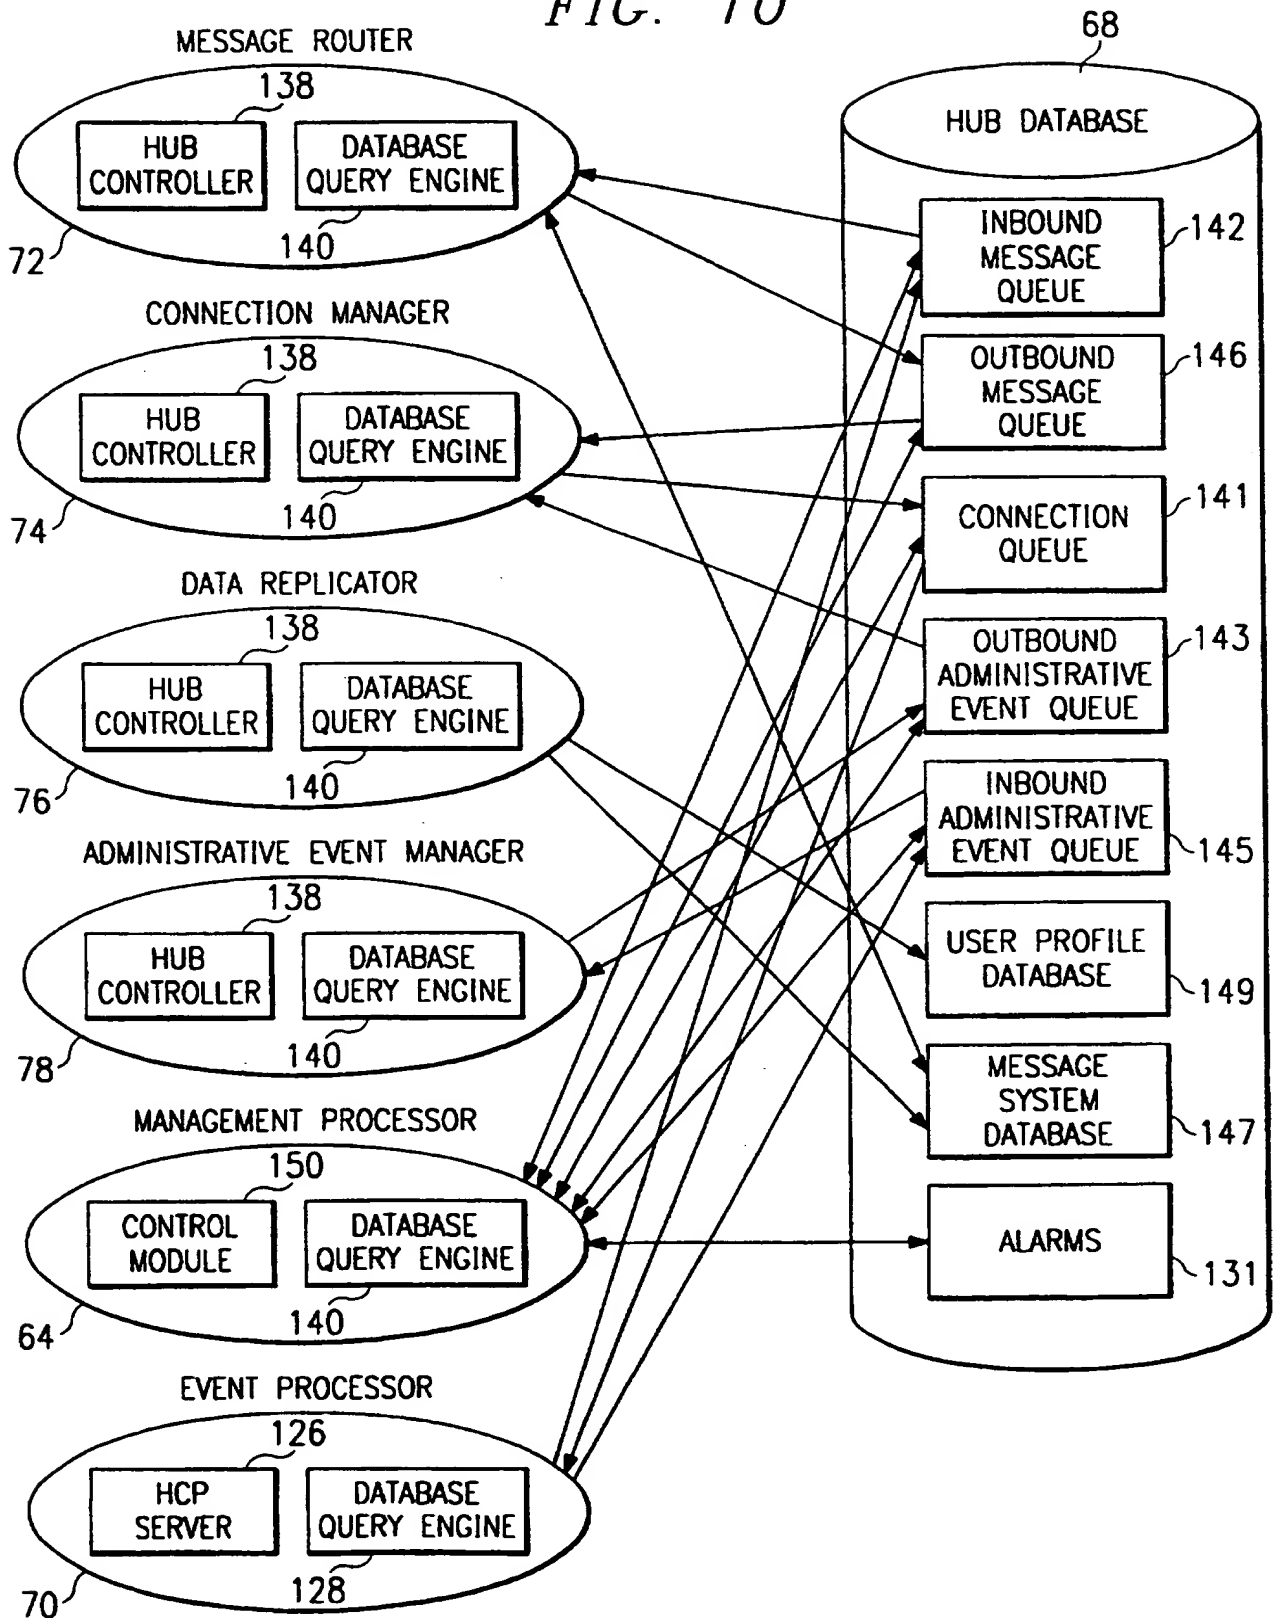 FIG. 10
MESSAGE ROUTER
138
HUB
CONTROLLER
DATABASE
QUERY ENGINE
140
72
CONNECTION MANAGER
138
HUB
CONTROLLER
DATABASE
QUERY ENGINE
140
74
DATA REPLICATOR
138
HUB
CONTROLLER
DATABASE
QUERY ENGINE
140
76
ADMINISTRATIVE EVENT MANAGER
138
HUB
CONTROLLER
DATABASE
QUERY ENGINE
140
78
MANAGEMENT PROCESSOR
150
CONTROL
MODULE
DATABASE
QUERY ENGINE
140
64
EVENT PROCESSOR
126
HCP
SERVER
DATABASE
QUERY ENGINE
128
70
68
HUB DATABASE
INBOUND
MESSAGE
QUEUE
142
OUTBOUND
MESSAGE
QUEUE
146
CONNECTION
QUEUE
141
OUTBOUND
ADMINISTRATIVE
EVENT QUEUE
143
INBOUND
ADMINISTRATIVE
EVENT QUEUE
145
USER PROFILE
DATABASE
149
MESSAGE
SYSTEM
DATABASE
147
ALARMS
131